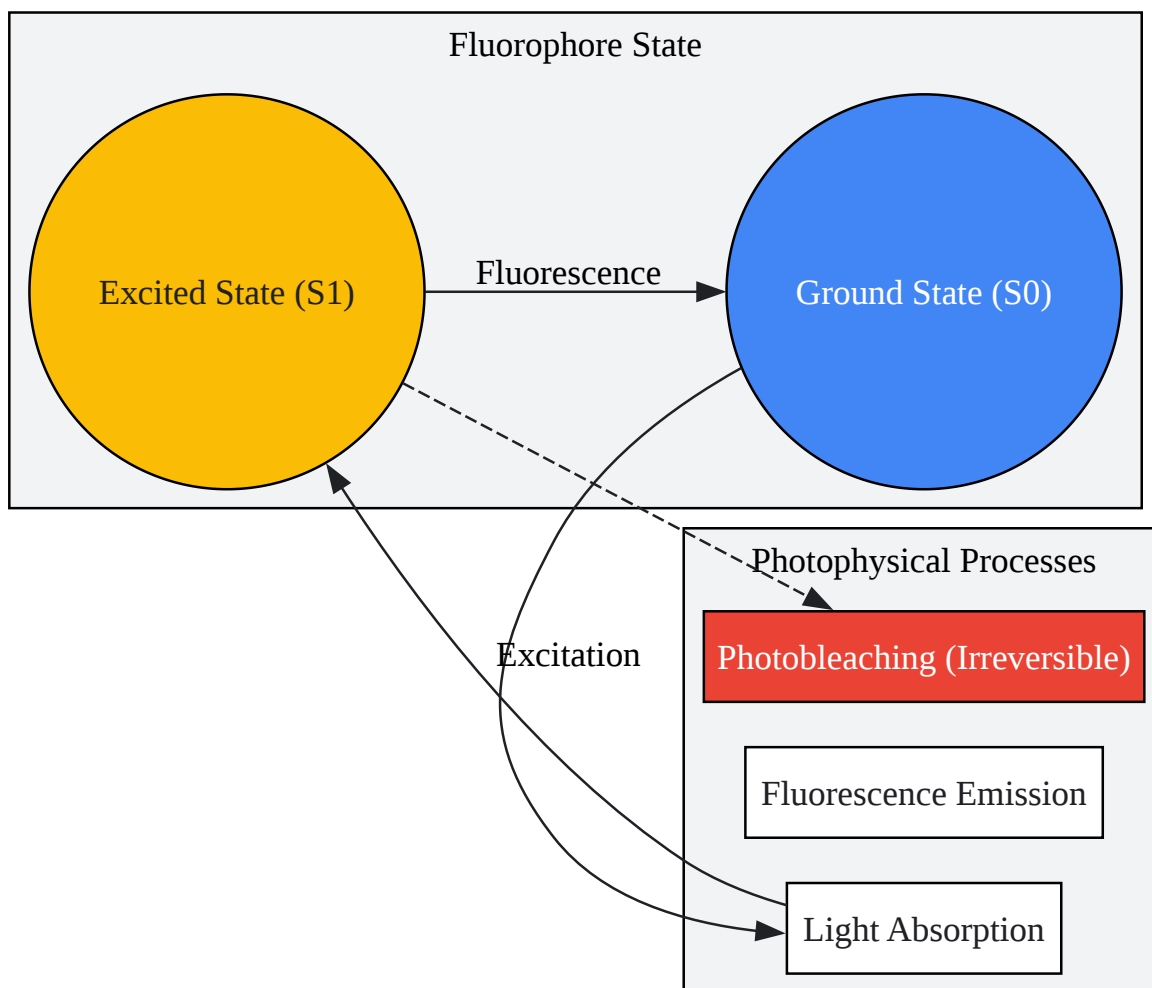 Fluorophore State
Excited State (S1)
Fluorescence
Ground State (S0)
Photophysical Processes
Excitation
Photobleaching (Irreversible)
Fluorescence Emission
Light Absorption